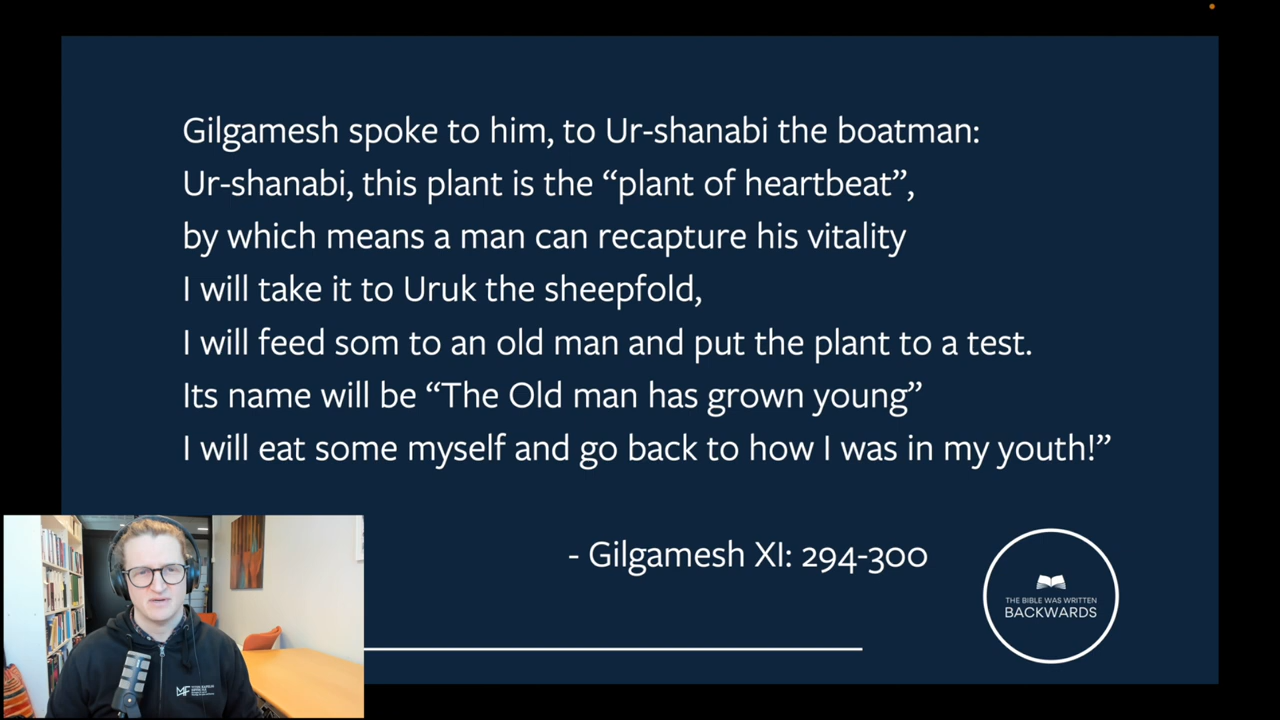 Gilgamesh spoke to him, to Ur-shanabi the boatman:
Ur-shanabi, this plant is the “plant of heartbeat”,
by which means a man can recapture his vitality
I will take it to Uruk the sheepfold,
I will feed som to an old man and put the plant to a test.
Its name will be “The Old man has grown young”
I will eat some myself and go back to how I was in my youth!”
- Gilgamesh XI: 294-300
THE BIBLE WAS WRITTEN
BACKWARDS
MF